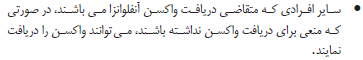 • سایر افرادی که متقاضی دریافت واکسن آنفلوانزا می باشند، در صورتی
که منعی برای دریافت واکسن نداشته باشند، می‌توانند واکسن را دریافت
نمایند.